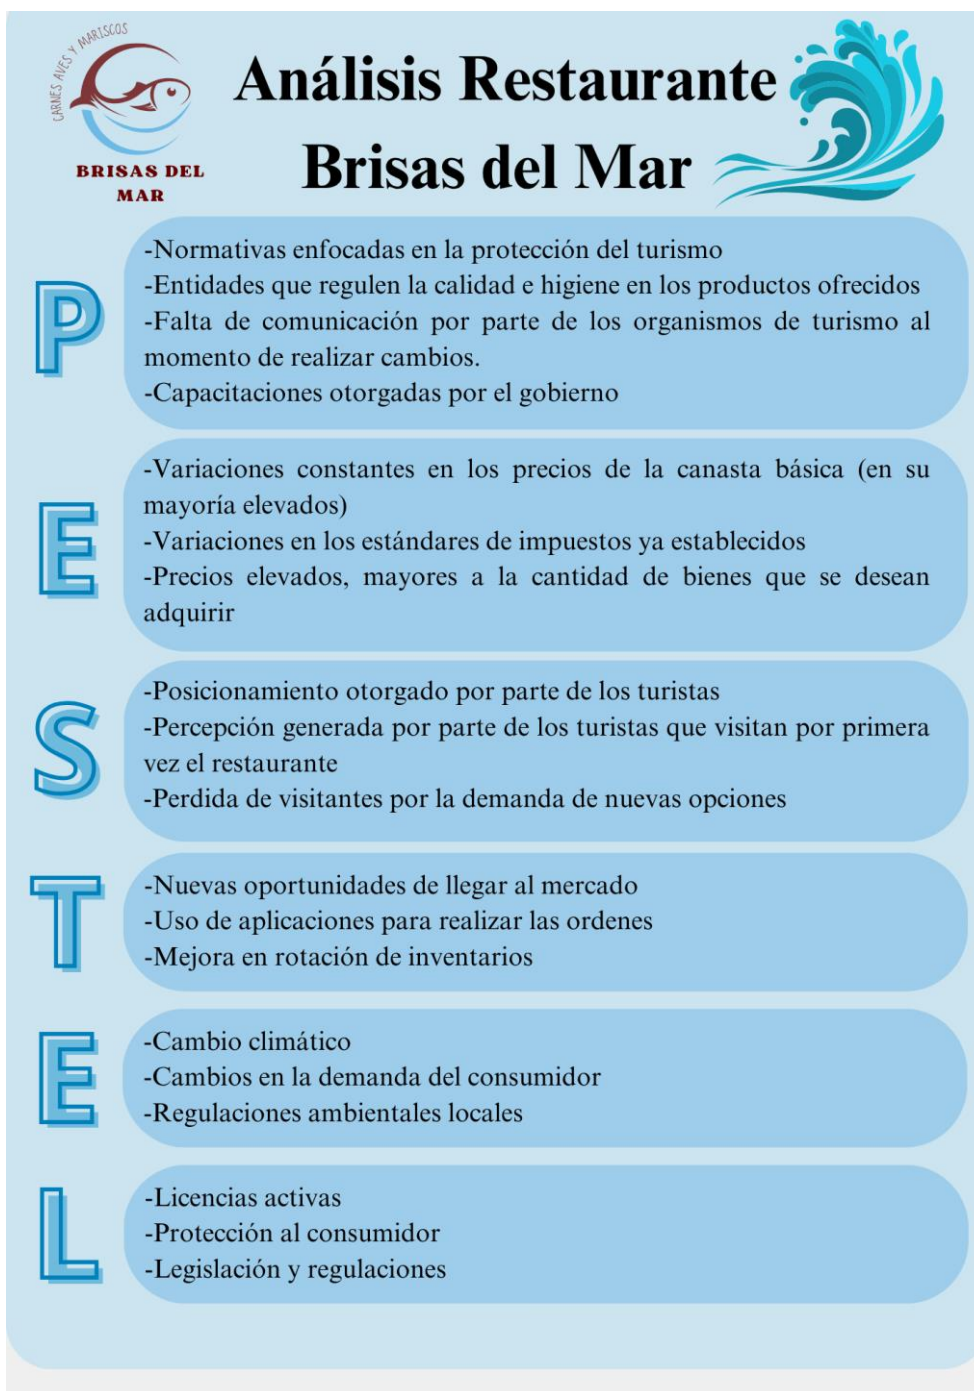 CARNES AVES Y MARISCOS
BRISAS DEL
MAR
Análisis Restaurante
Brisas del Mar
P
-Normativas enfocadas en la protección del turismo
-Entidades que regulen la calidad e higiene en los productos ofrecidos
-Falta de comunicación por parte de los organismos de turismo al
momento de realizar cambios.
-Capacitaciones otorgadas por el gobierno
E
-Variaciones constantes en los precios de la canasta básica (en su
mayoría elevados)
-Variaciones en los estándares de impuestos ya establecidos
-Precios elevados, mayores a la cantidad de bienes que se desean
adquirir
S
-Posicionamiento otorgado por parte de los turistas
-Percepción generada por parte de los turistas que visitan por primera
vez el restaurante
-Perdida de visitantes por la demanda de nuevas opciones
T
-Nuevas oportunidades de llegar al mercado
-Uso de aplicaciones para realizar las ordenes
-Mejora en rotación de inventarios
E
-Cambio climático
-Cambios en la demanda del consumidor
-Regulaciones ambientales locales
L
-Licencias activas
-Protección al consumidor
-Legislación y regulaciones